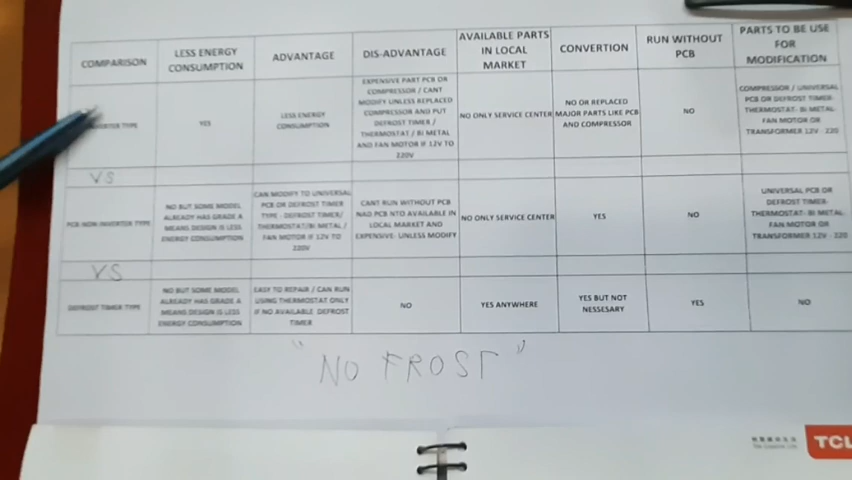 COMPARISON
LESS ENERGY
CONSUMPTION
ADVANTAGE
DIS-ADVANTAGE
AVAILABLE PARTS
IN LOCAL
MARKET
CONVERTION
RUN WITHOUT
PCB
PARTS TO BE USE
FOR
MODIFICATION
INVERTER TYPE
YES
LESS ENERGY
CONSUMPTION
EXPENSIVE PART PCB OR
COMPRESSOR / CANT
MODIFY UNLESS REPLACED
COMPRESSOR AND PUT
DEFROST TIMER /
THERMOSTAT / BI METAL
AND FAN MOTOR IF 12V TO
220V
NO ONLY SERVICE CENTER
NO OR REPLACED
MAJOR PARTS LIKE PCB
AND COMPRESSOR
NO
COMPRESSOR / UNIVERSAL
PCB OR DEFROST TIMER-
THERMOSTAT- BI METAL-
FAN MOTOR OR
TRANSFORMER 12V - 220
VS
PCB NON INVERTER TYPE
NO BUT SOME MODEL
ALREADY HAS GRADE A
MEANS DESIGN IS LESS
ENERGY CONSUMPTION
CAN MODIFY TO UNIVERSAL
PCB OR DEFROST TIMER
TYPE - DEFROST TIMER/
THERMOSTAT/BI METAL /
FAN MOTOR IF 12V TO
220V
CANT RUN WITHOUT PCB
NAD PCB NTO AVAILABLE IN
LOCAL MARKET AND
EXPENSIVE- UNLESS MODIFY
NO ONLY SERVICE CENTER
YES
NO
UNIVERSAL PCB OR
DEFROST TIMER-
THERMOSTAT- BI METAL-
FAN MOTOR OR
TRANSFORMER 12V - 220
VS
DEFROST TIMER TYPE
NO BUT SOME MODEL
ALREADY HAS GRADE A
MEANS DESIGN IS LESS
ENERGY CONSUMPTION
EASY TO REPAIR / CAN RUN
USING THERMOSTAT ONLY
IF NO AVAILABLE DEFROST
TIMER
NO
YES ANYWHERE
YES BUT NOT
NESSESARY
YES
NO
"NO FROST"
TCL